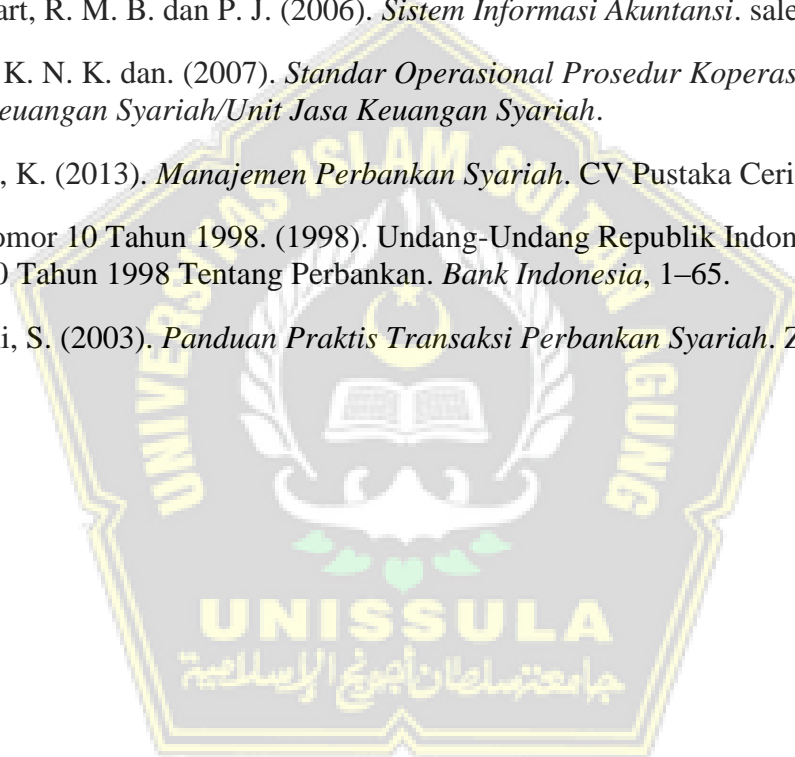 art, R. M. B. dan P. J. (2006). Sistem Informasi Akuntansi. sale
K. N. K. dan. (2007). Standar Operasional Prosedur Koperas
euangan Syariah/Unit Jasa Keuangan Syariah.
, K. (2013). Manajemen Perbankan Syariah. CV Pustaka Ceri
omor 10 Tahun 1998. (1998). Undang-Undang Republik Indon
0 Tahun 1998 Tentang Perbankan. Bank Indonesia, 1–65.
i, S. (2003). Panduan Praktis Transaksi Perbankan Syariah. Z
UNIVERSITAS ISLAM SULTAN AGUNG
UNISSULA
جامعة سلطان أجونج الإسلامية